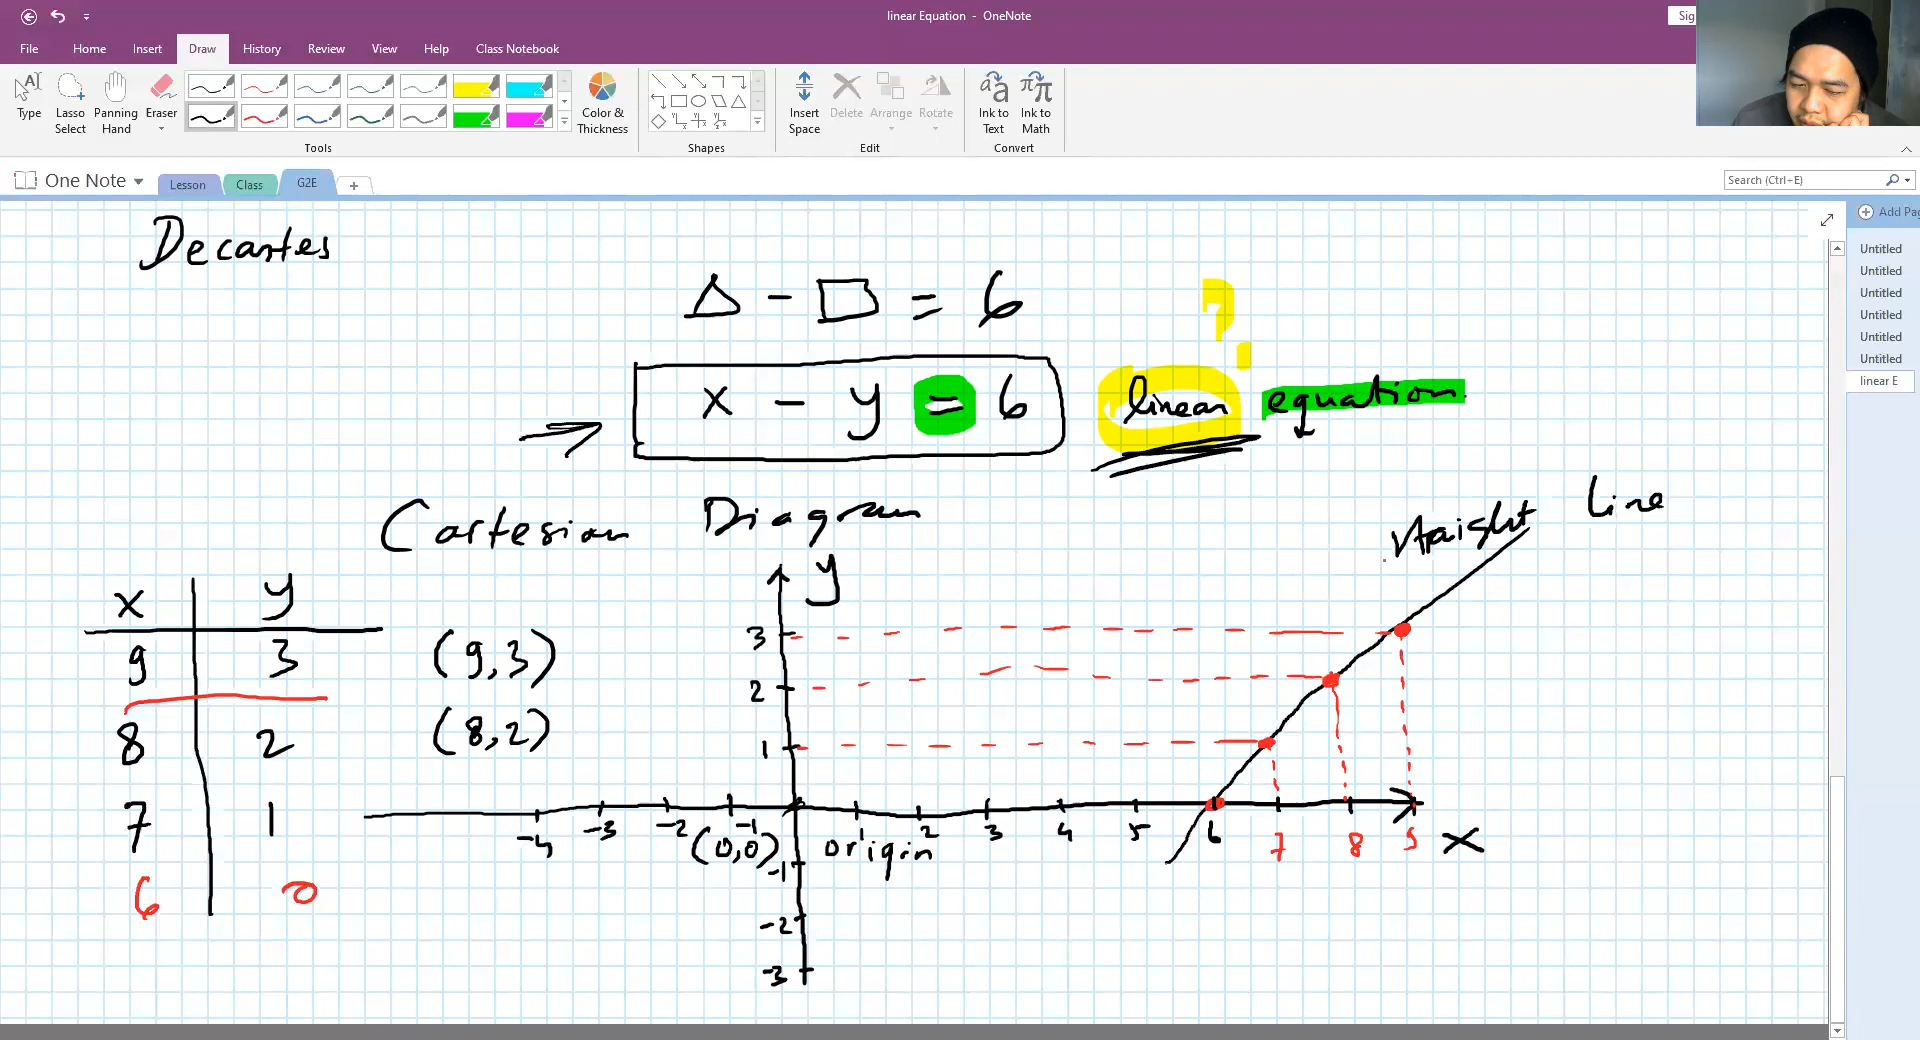 linear Equation - OneNote
Sig
File Home Insert Draw History Review View Help Class Notebook
Type
Lasso Select
Panning Hand
Eraser
Color & Thickness
Insert Space
Delete
Arrange
Rotate
Ink to Text
Ink to Math
Tools Shapes Edit Convert
One Note Lesson Class G2E
Search (Ctrl+E)
Add Pag
Untitled
Untitled
Untitled
Untitled
Untitled
Untitled
linear E
Decartes
△ - □ = 6
?
x - y = 6 linear equation
Cartesian Diagram
straight line
x y
9 3 (9,3)
8 2 (8,2)
7 1
6 0
y
3
2
1
-4 -3 -2 -1 1 2 3 4 5 6 7 8 9 x
(0,0) origin
-1
-2
-3